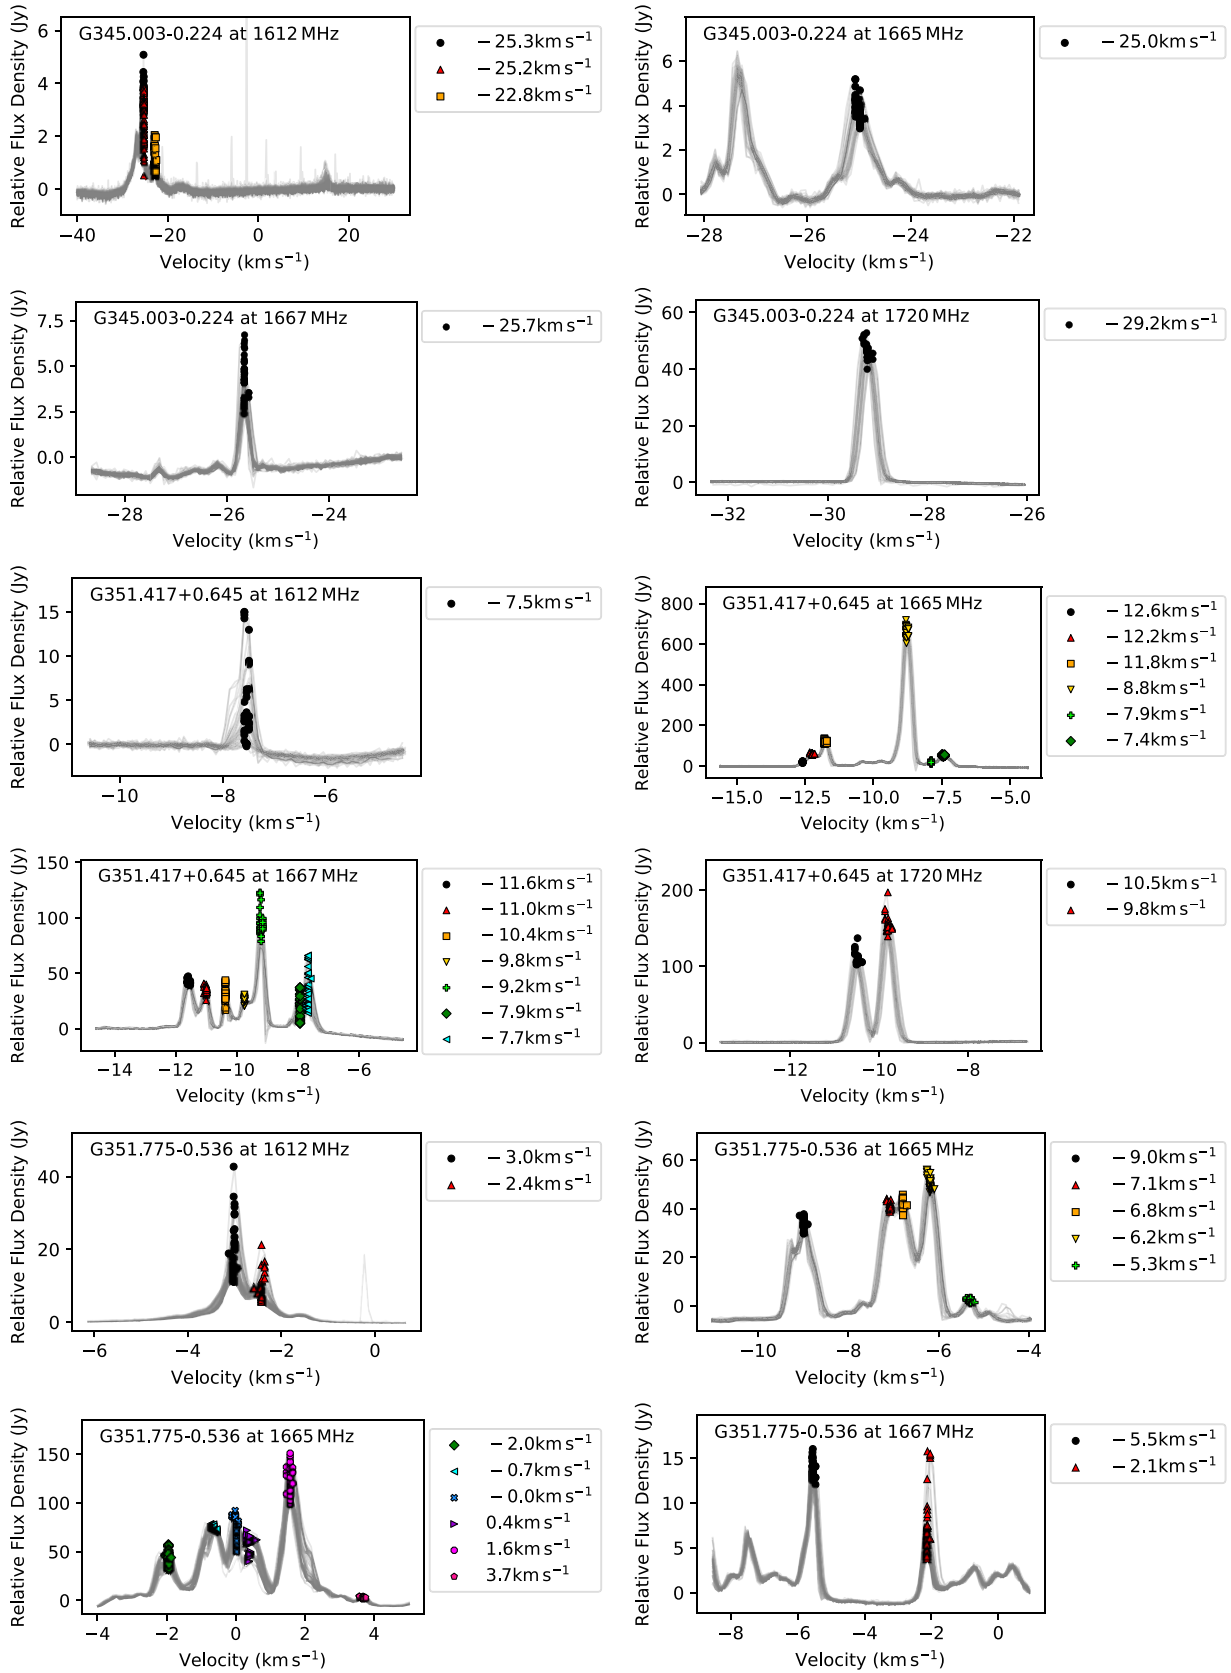 G345.003-0.224 at 1612 MHz
Relative Flux Density (Jy)
6
4
2
0
−40
−20
0
20
Velocity (km s⁻¹)
−25.3km s⁻¹
−25.2km s⁻¹
−22.8km s⁻¹
G345.003-0.224 at 1665 MHz
Relative Flux Density (Jy)
6
4
2
0
−28
−26
−24
−22
Velocity (km s⁻¹)
−25.0km s⁻¹
G345.003-0.224 at 1667 MHz
Relative Flux Density (Jy)
7.5
5.0
2.5
0.0
−28
−26
−24
Velocity (km s⁻¹)
−25.7km s⁻¹
G345.003-0.224 at 1720 MHz
Relative Flux Density (Jy)
60
40
20
0
−32
−30
−28
−26
Velocity (km s⁻¹)
−29.2km s⁻¹
G351.417+0.645 at 1612 MHz
Relative Flux Density (Jy)
15
10
5
0
−10
−8
−6
Velocity (km s⁻¹)
−7.5km s⁻¹
G351.417+0.645 at 1665 MHz
Relative Flux Density (Jy)
800
600
400
200
0
−15.0
−12.5
−10.0
−7.5
−5.0
Velocity (km s⁻¹)
−12.6km s⁻¹
−12.2km s⁻¹
−11.8km s⁻¹
−8.8km s⁻¹
−7.9km s⁻¹
−7.4km s⁻¹
G351.417+0.645 at 1667 MHz
Relative Flux Density (Jy)
150
100
50
0
−14
−12
−10
−8
−6
Velocity (km s⁻¹)
−11.6km s⁻¹
−11.0km s⁻¹
−10.4km s⁻¹
−9.8km s⁻¹
−9.2km s⁻¹
−7.9km s⁻¹
−7.7km s⁻¹
G351.417+0.645 at 1720 MHz
Relative Flux Density (Jy)
200
100
0
−12
−10
−8
Velocity (km s⁻¹)
−10.5km s⁻¹
−9.8km s⁻¹
G351.775-0.536 at 1612 MHz
Relative Flux Density (Jy)
40
20
0
−6
−4
−2
0
Velocity (km s⁻¹)
−3.0km s⁻¹
−2.4km s⁻¹
G351.775-0.536 at 1665 MHz
Relative Flux Density (Jy)
60
40
20
0
−10
−8
−6
−4
Velocity (km s⁻¹)
−9.0km s⁻¹
−7.1km s⁻¹
−6.8km s⁻¹
−6.2km s⁻¹
−5.3km s⁻¹
G351.775-0.536 at 1665 MHz
Relative Flux Density (Jy)
150
100
50
0
−4
−2
0
2
4
Velocity (km s⁻¹)
−2.0km s⁻¹
−0.7km s⁻¹
−0.0km s⁻¹
0.4km s⁻¹
1.6km s⁻¹
3.7km s⁻¹
G351.775-0.536 at 1667 MHz
Relative Flux Density (Jy)
15
10
5
0
−8
−6
−4
−2
0
Velocity (km s⁻¹)
−5.5km s⁻¹
−2.1km s⁻¹